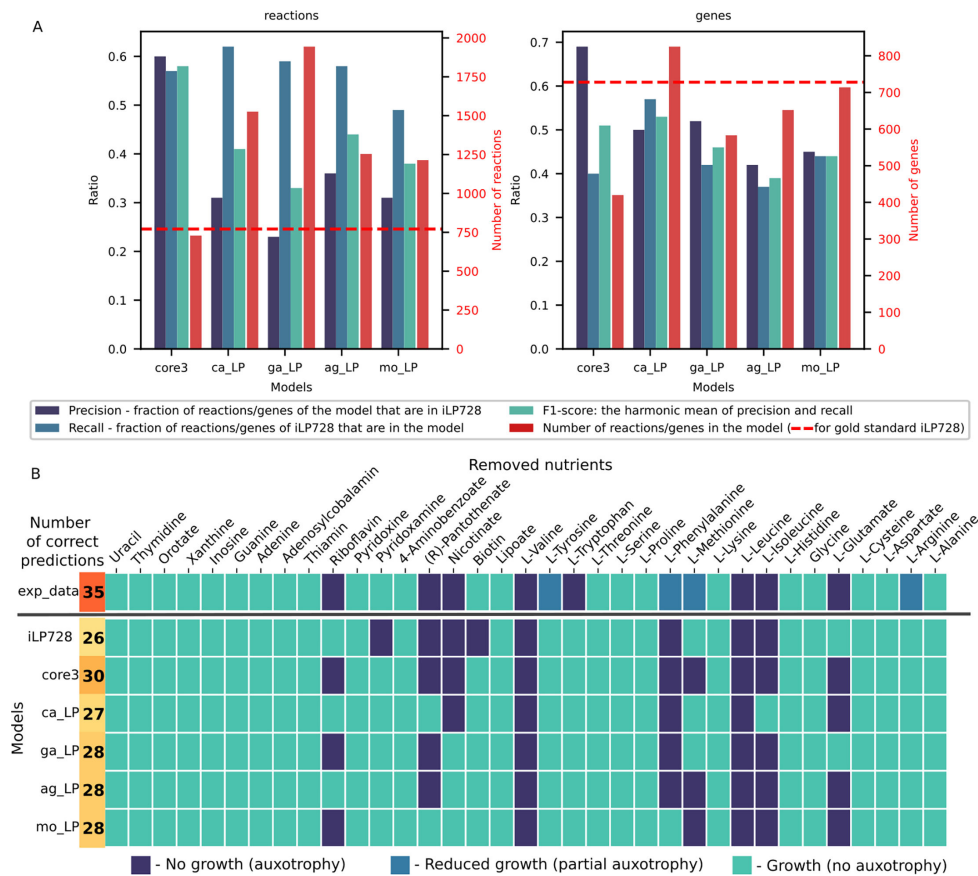 A
reactions
genes
0.6
0.5
0.4
0.3
0.2
0.1
0.0
Ratio
2000
1750
1500
1250
1000
750
500
250
0
Number of reactions
core3 ca_LP ga_LP ag_LP mo_LP
Models
0.7
0.6
0.5
0.4
0.3
0.2
0.1
0.0
Ratio
800
700
600
500
400
300
200
100
0
Number of genes
core3 ca_LP ga_LP ag_LP mo_LP
Models
Precision - fraction of reactions/genes of the model that are in iLP728
Recall - fraction of reactions/genes of iLP728 that are in the model
F1-score: the harmonic mean of precision and recall
Number of reactions/genes in the model ( for gold standard iLP728)
B
Removed nutrients
Number
of correct
predictions
Uracil
Thymidine
Orotate
Xanthine
Inosine
Guanine
Adenine
Adenosylcobalamin
Thiamin
Riboflavin
Pyridoxine
Pyridoxamine
4-Aminobenzoate
(R)-Pantothenate
Nicotinate
Biotin
Lipoate
L-Valine
L-Tyrosine
L-Tryptophan
L-Threonine
L-Serine
L-Proline
L-Phenylalanine
L-Methionine
L-Lysine
L-Leucine
L-Isoleucine
L-Histidine
Glycine
L-Glutamate
L-Cysteine
L-Aspartate
L-Arginine
L-Alanine
exp_data 35
iLP728 26
core3 30
ca_LP 27
ga_LP 28
ag_LP 28
mo_LP 28
Models
- No growth (auxotrophy)
- Reduced growth (partial auxotrophy)
- Growth (no auxotrophy)